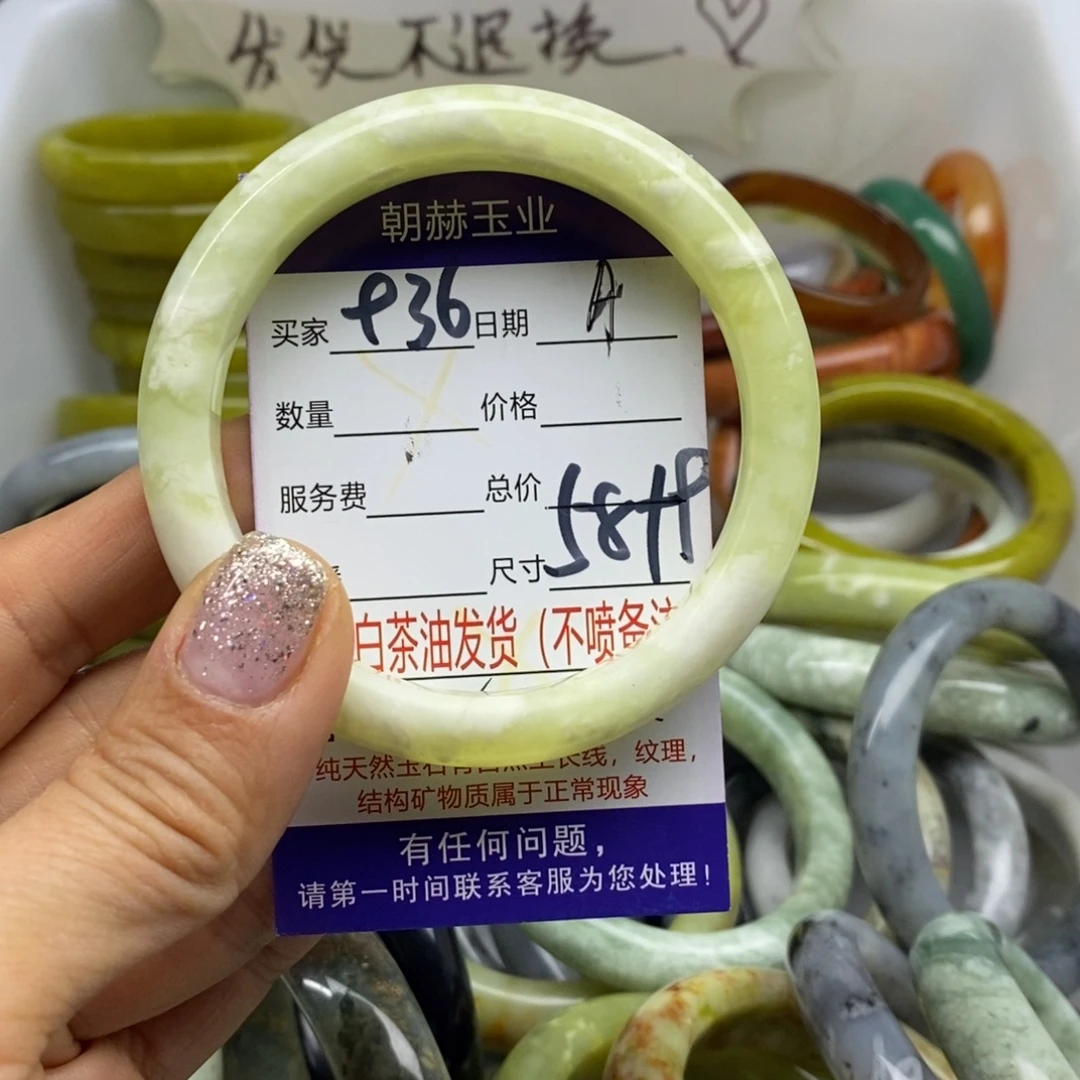 发货不退换
朝赫玉业
买家 936 日期 A
数量 价格
服务费 总价
尺寸 58
白茶油发货(不喷备注
纯天然玉石有自然生长线,纹理,
结构矿物质属于正常现象
有任何问题,
请第一时间联系客服为您处理!